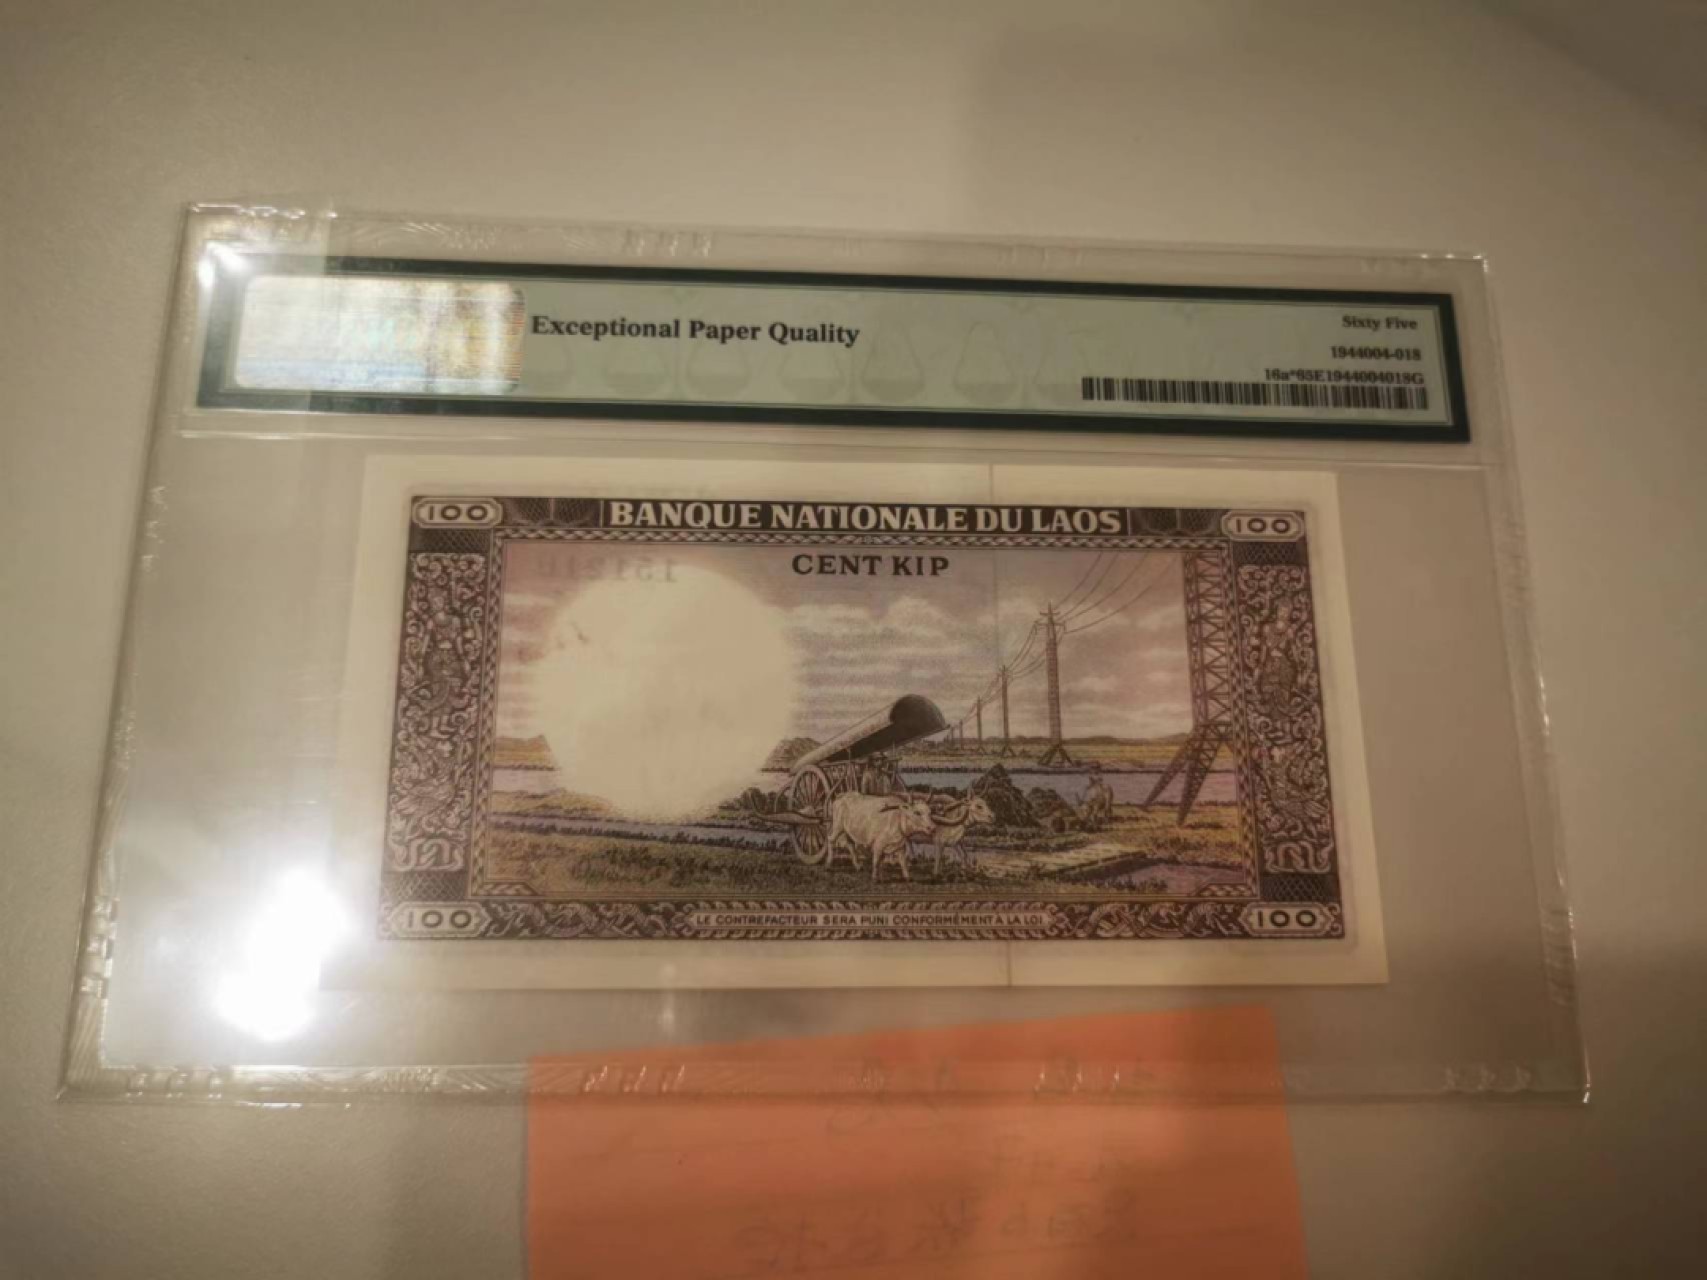 Exceptional Paper Quality
Sixty Five
1944004-018
16a*65E1944004018G
100 BANQUE NATIONALE DU LAOS 100
CENT KIP
100 LE CONTREFACTEUR SERA PUNI CONFORMÉMENT A LA LOI 100